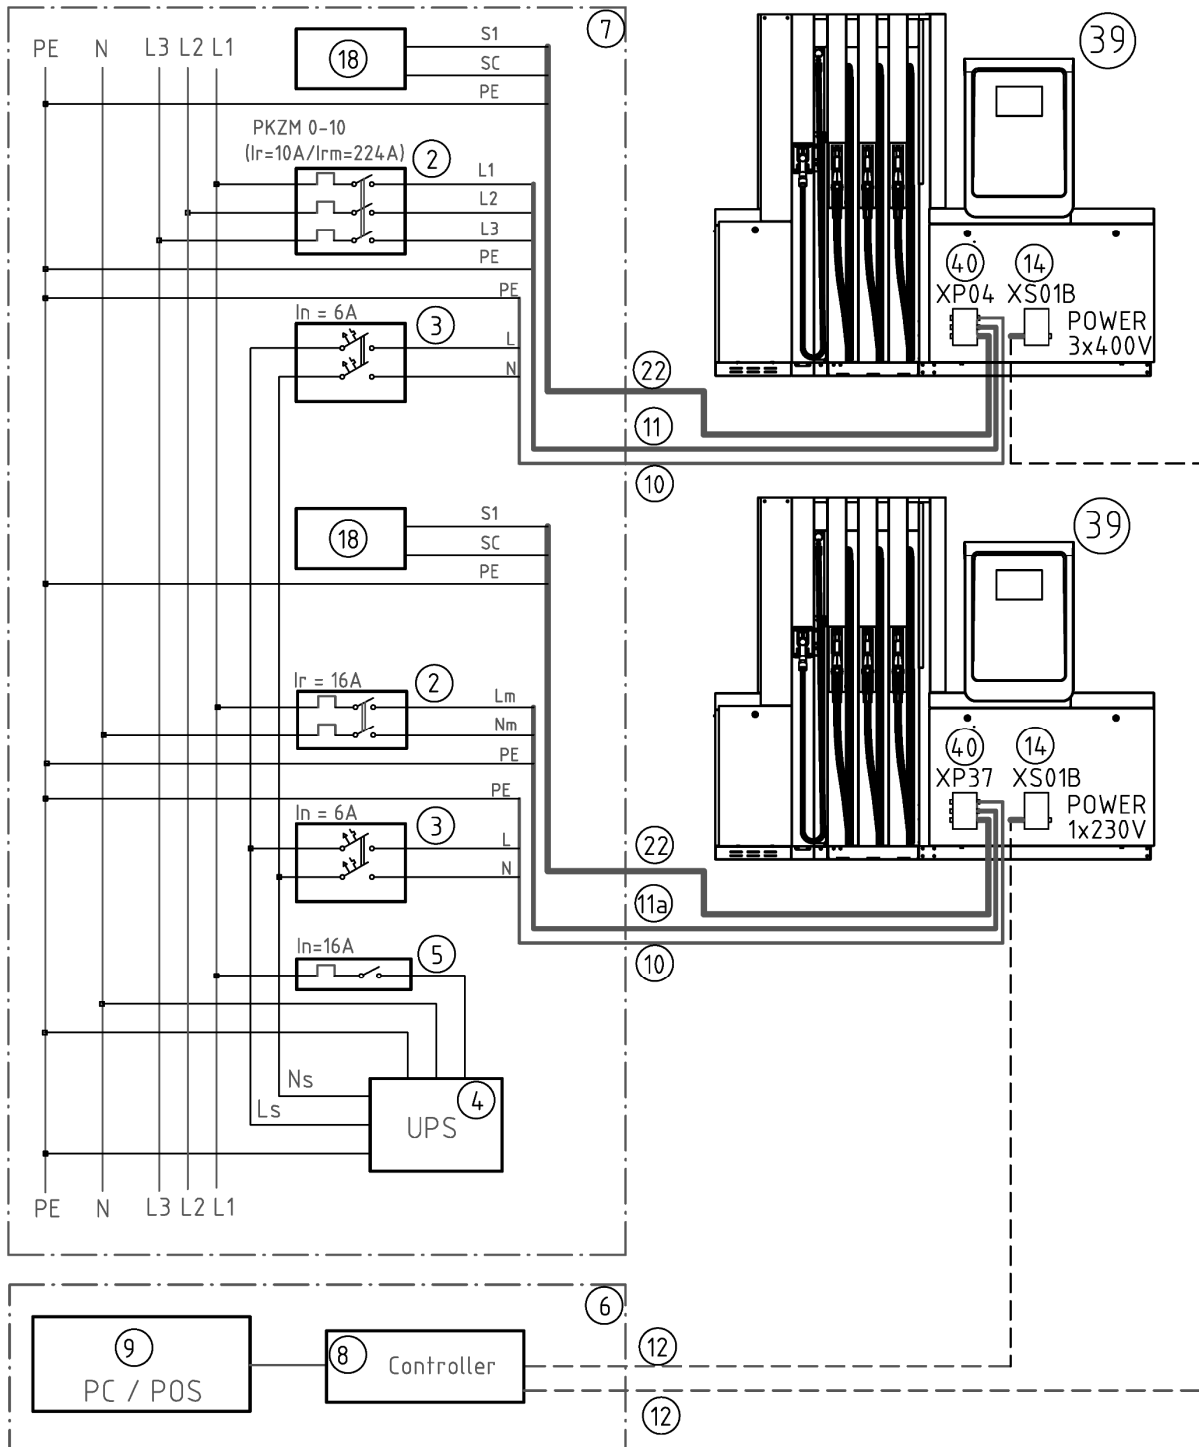 7
39
PE N L3 L2 L1
18
S1
SC
PE
PKZM 0-10
(Ir=10A/Irm=224A)
2
L1
L2
L3
PE
PE
In = 6A
3
L
N
40
14
XP04 XS01B
POWER
3x400V
22
11
10
18
S1
SC
PE
39
Ir = 16A
2
Lm
Nm
PE
PE
In = 6A
3
L
N
40
14
XP37 XS01B
POWER
1x230V
22
11a
10
In=16A
5
Ns
Ls
4
UPS
PE N L3 L2 L1
6
9
PC / POS
8
Controller
12
12